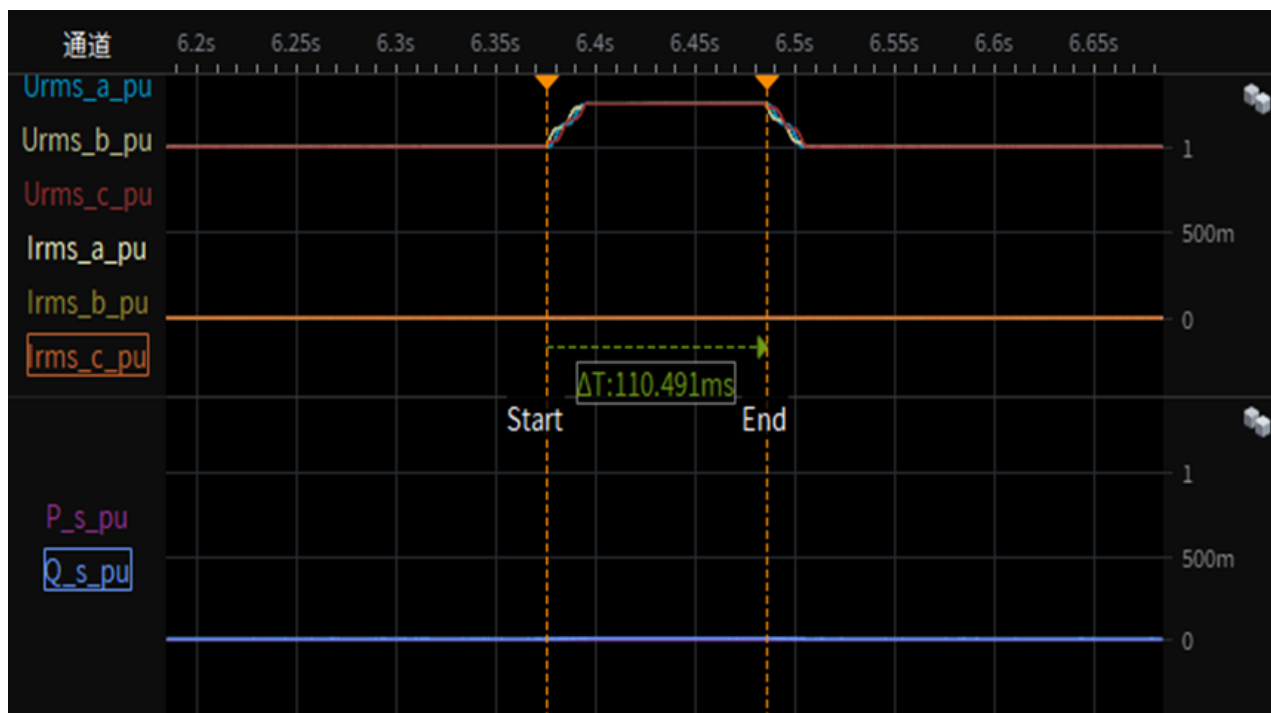 通道 6.2s 6.25s 6.3s 6.35s 6.4s 6.45s 6.5s 6.55s 6.6s 6.65s
Urms_a_pu
Urms_b_pu
1
Urms_c_pu
500m
Irms_a_pu
Irms_b_pu
0
Irms_c_pu
ΔT:110.491ms
Start End
1
P_s_pu
500m
Q_s_pu
0